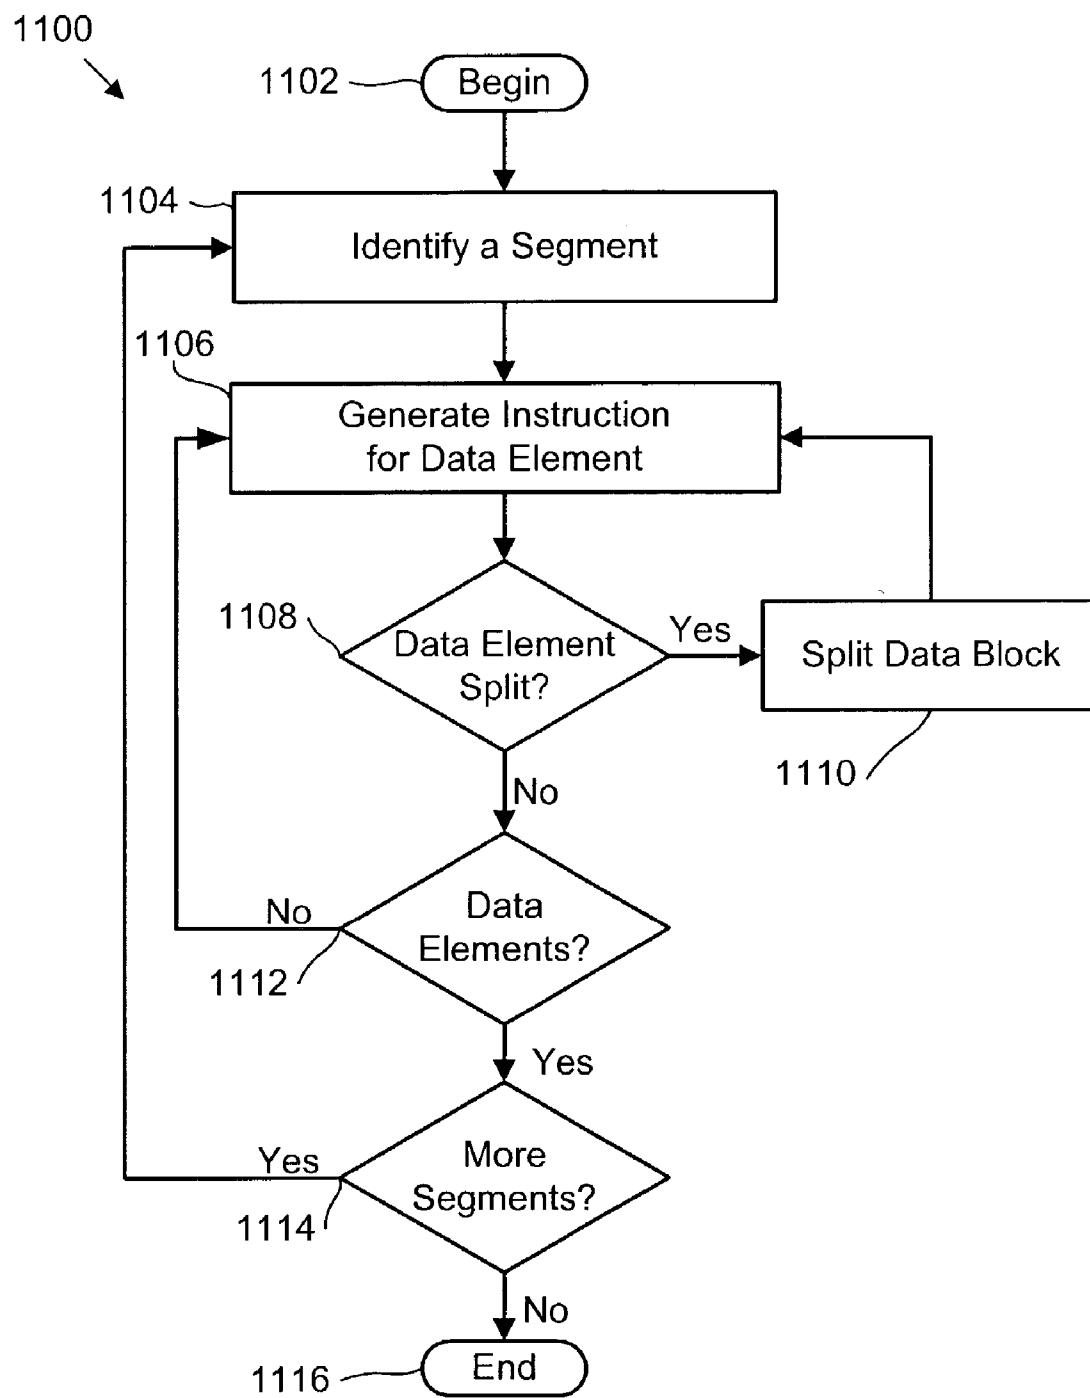 1100
1102
Begin
1104
Identify a Segment
1106
Generate Instruction
for Data Element
1108
Data Element
Split?
Yes
Split Data Block
1110
No
Data
Elements?
No
1112
Yes
More
Segments?
Yes
1114
No
1116
End